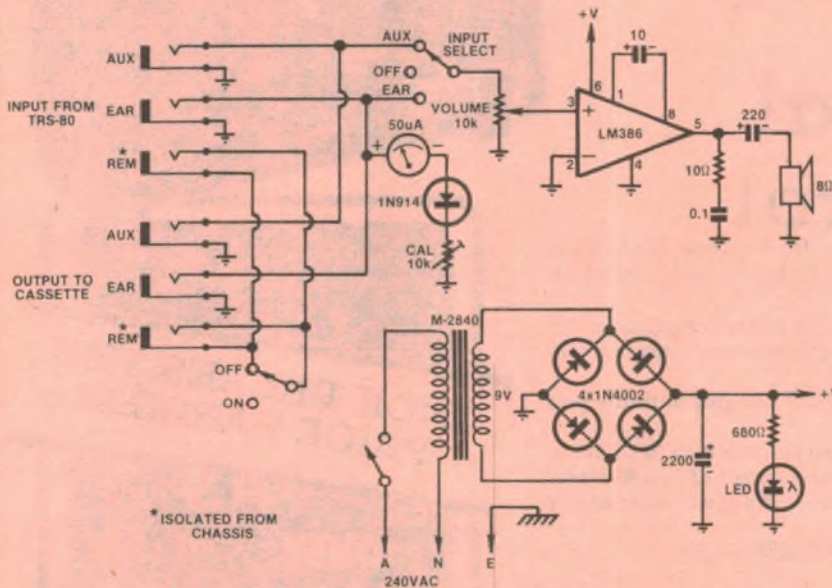 AUX
INPUT FROM
TRS-80
EAR
*
REM
AUX
OUTPUT TO
CASSETTE
EAR
*
REM
OFF
ON
*ISOLATED FROM
CHASSIS
AUX
INPUT
SELECT
OFF
EAR
VOLUME
10k
50uA
+
−
1N914
CAL
10k
+V
10
+ −
6
1
8
3
+
LM386
5
2
−
4
220
+ −
10Ω
0.1
8Ω
M-2840
9V
4x1N4002
+V
2200
+
−
680Ω
LED
λ
A
N
E
240VAC